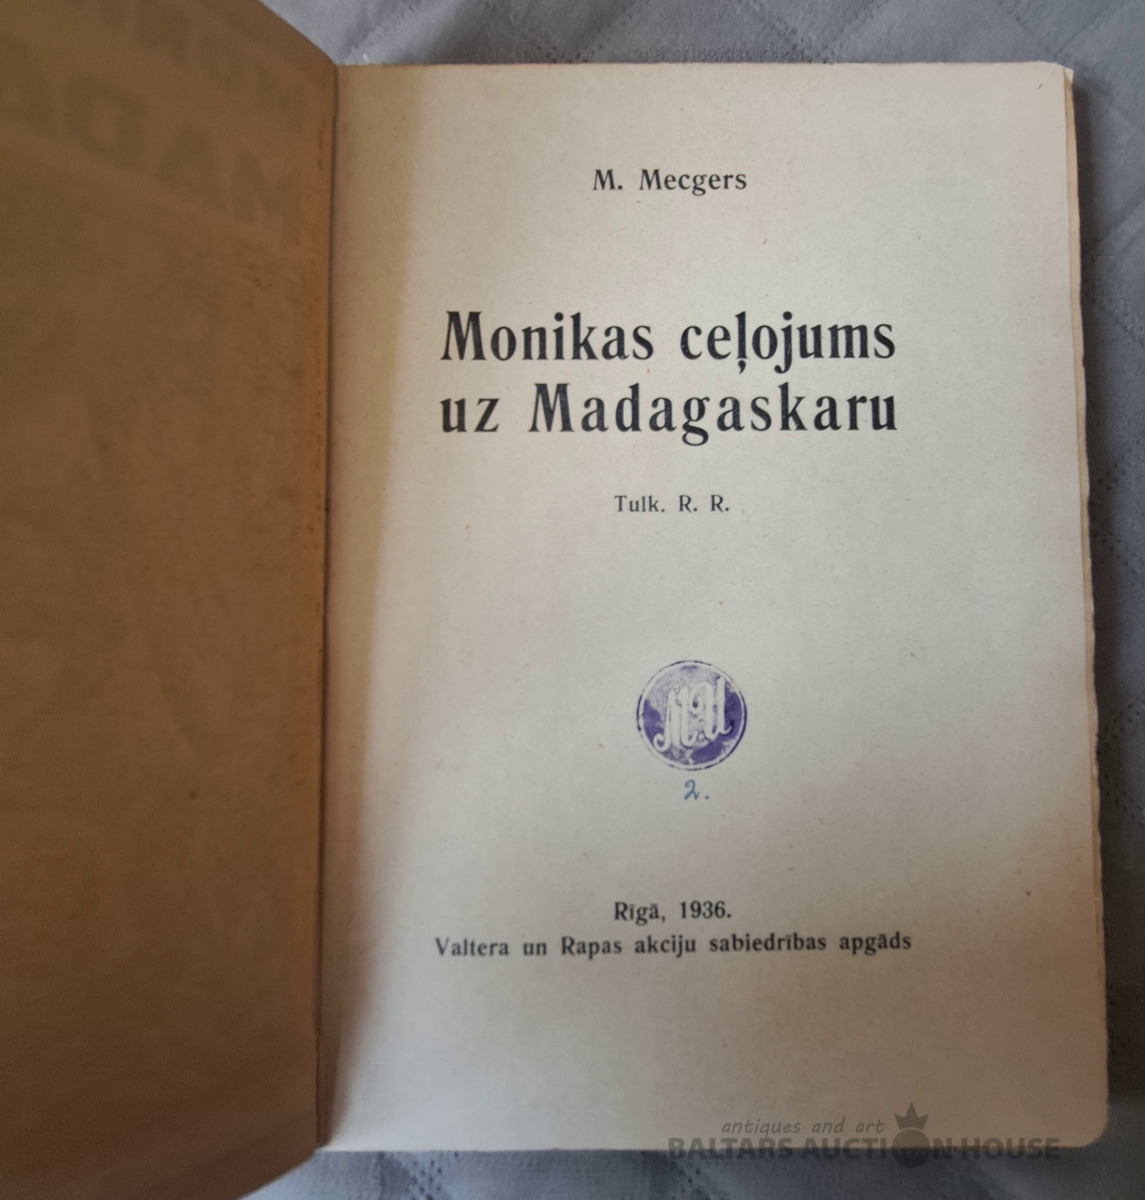 M. Mecgers
Monikas ceļojums
uz Madagaskaru
Tulk. R. R.
M.U
2.
Rīgā, 1936.
Valtera un Rapas akciju sabiedrības apgāds
antiques and art
BALTARS AUCTION HOUSE